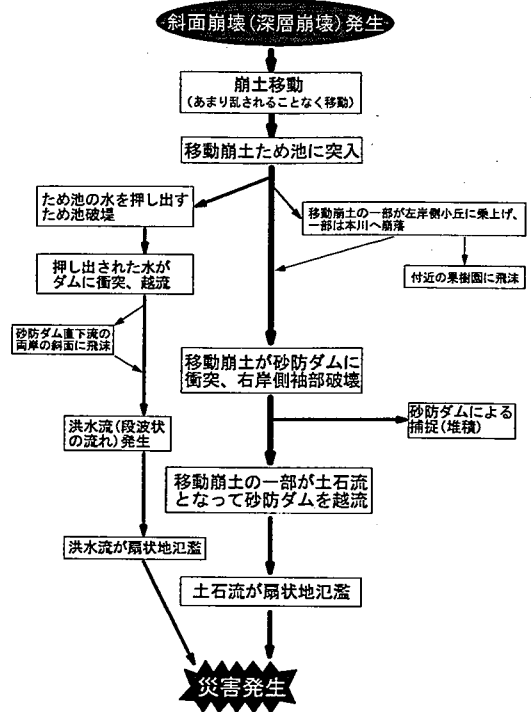 斜面崩壊(深層崩壊)発生
崩土移動
(あまり乱されることなく移動)
移動崩土ため池に突入
ため池の水を押し出す
ため池破堤
移動崩土の一部が左岸側小丘に乗上げ、
一部は本川へ崩落
押し出された水が
ダムに衝突、越流
付近の果樹園に飛沫
砂防ダム直下流の
両岸の斜面に飛沫
移動崩土が砂防ダムに
衝突、右岸側袖部破壊
洪水流(段波状
の流れ)発生
砂防ダムによる
捕捉(堆積)
移動崩土の一部が土石流
となって砂防ダムを越流
洪水流が扇状地氾濫
土石流が扇状地氾濫
災害発生